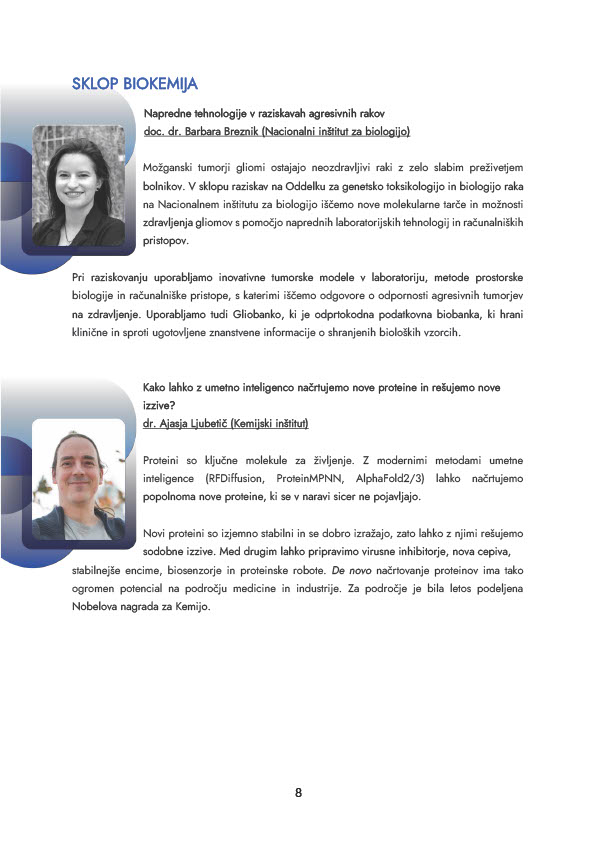 SKLOP BIOKEMIJA
Napredne tehnologije v raziskavah agresivnih rakov
doc. dr. Barbara Breznik (Nacionalni inštitut za biologijo)
Možganski tumorji gliomi ostajajo neozdravljivi raki z zelo slabim preživetjem
bolnikov. V sklopu raziskav na Oddelku za genetsko toksikologijo in biologijo raka
na Nacionalnem inštitutu za biologijo iščemo nove molekularne tarče in možnosti
zdravljenja gliomov s pomočjo naprednih laboratorijskih tehnologij in računalniških
pristopov.
Pri raziskovanju uporabljamo inovativne tumorske modele v laboratoriju, metode prostorske
biologije in računalniške pristope, s katerimi iščemo odgovore o odpornosti agresivnih tumorjev
na zdravljenje. Uporabljamo tudi Gliobanko, ki je odprtokodna podatkovna biobanka, ki hrani
klinične in sproti ugotovljene znanstvene informacije o shranjenih bioloških vzorcih.
Kako lahko z umetno inteligenco načrtujemo nove proteine in rešujemo nove
izzive?
dr. Ajasja Ljubetič (Kemijski inštitut)
Proteini so ključne molekule za življenje. Z modernimi metodami umetne
inteligence (RFDiffusion, ProteinMPNN, AlphaFold2/3) lahko načrtujemo
popolnoma nove proteine, ki se v naravi sicer ne pojavljajo.
Novi proteini so izjemno stabilni in se dobro izražajo, zato lahko z njimi rešujemo
sodobne izzive. Med drugim lahko pripravimo virusne inhibitorje, nova cepiva,
stabilnejše encime, biosenzorje in proteinske robote. De novo načrtovanje proteinov ima tako
ogromen potencial na področju medicine in industrije. Za področje je bila letos podeljena
Nobelova nagrada za Kemijo.
8